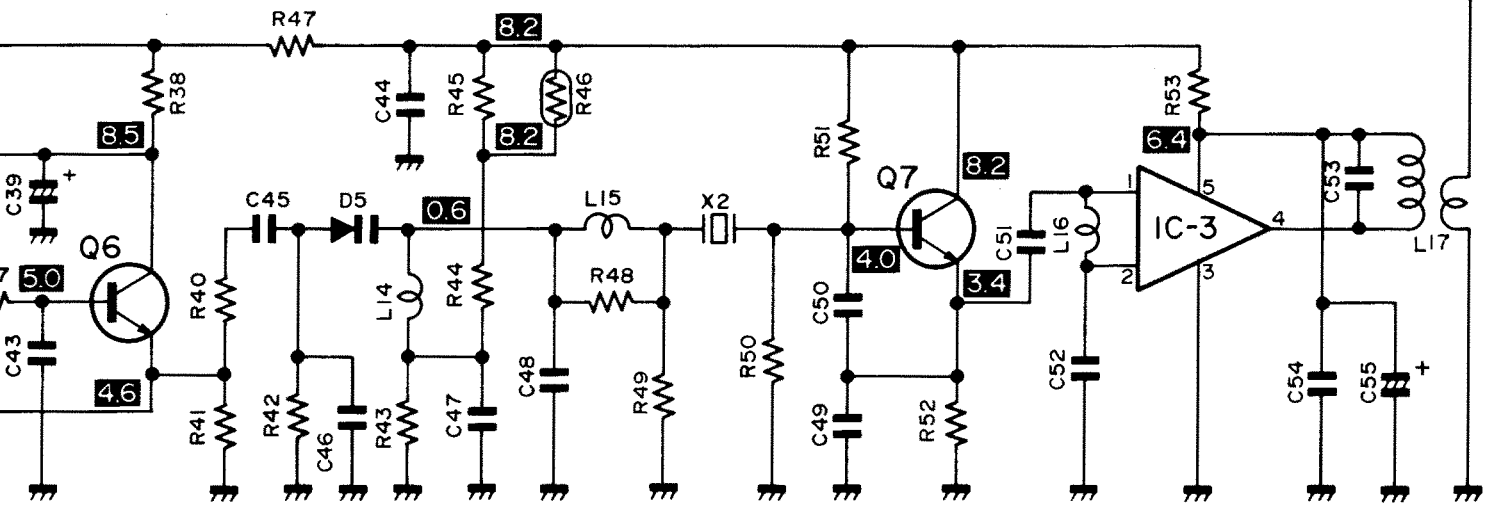 R47
8.2
R38
C44
R45
R46
8.2
8.5
R51
R53
6.4
C39
+
Q6
C45
D5
0.6
L15
X2
Q7
8.2
1
5
IC-3
4
C53
L17
7
5.0
R40
L14
R44
R48
4.0
C50
3.4
C51
L16
2
3
C43
4.6
R41
R42
C46
R43
C47
C48
R49
R50
C49
R52
C52
C54
C55
+